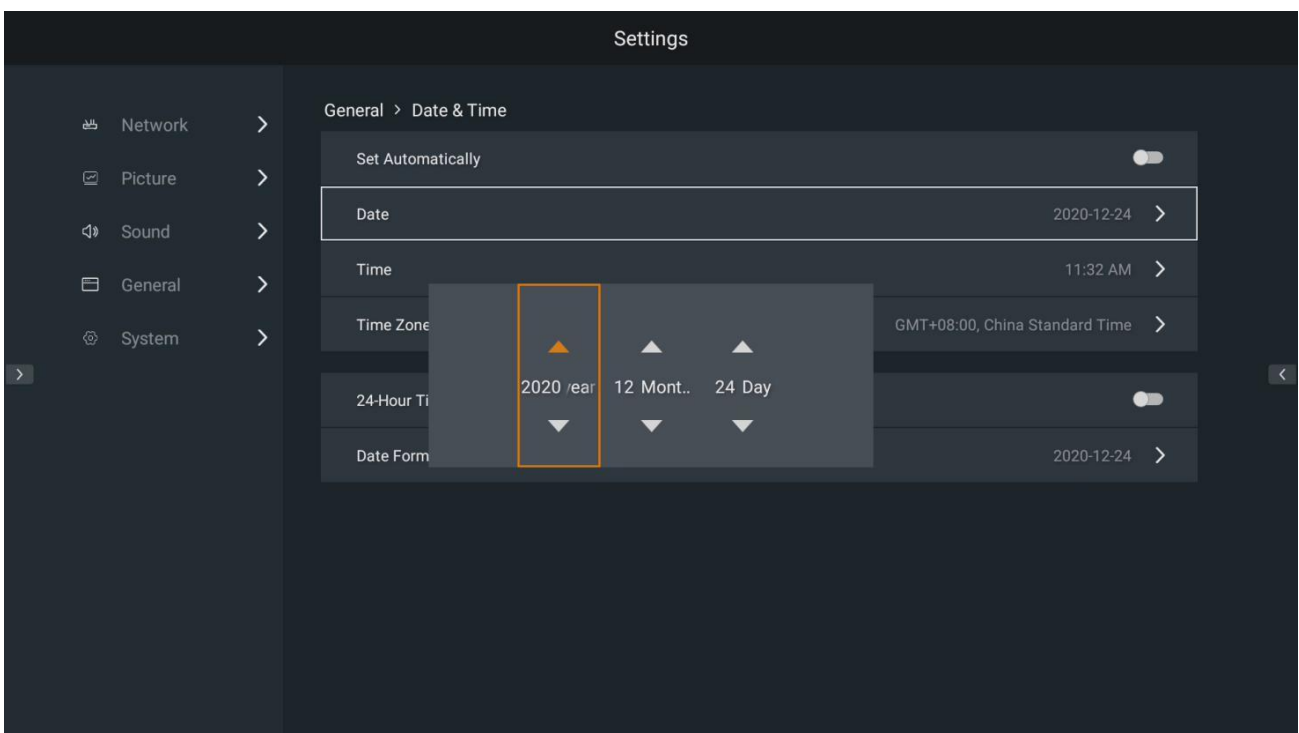 Settings
Network
Picture
Sound
General
System
General > Date & Time
Set Automatically
Date 2020-12-24
Time 11:32 AM
Time Zone GMT+08:00, China Standard Time
2020 year 12 Mont.. 24 Day
24-Hour Ti
Date Form 2020-12-24